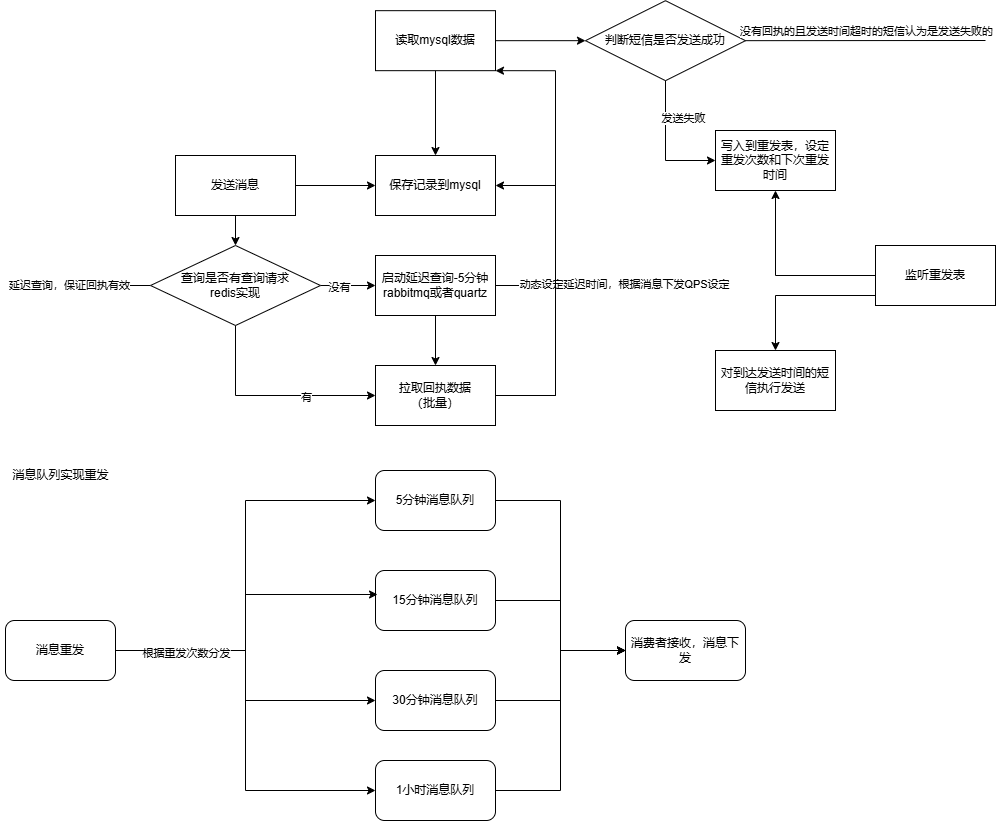 读取mysql数据
判断短信是否发送成功
没有回执的且发送时间超时的短信认为是发送失败的
发送失败
写入到重发表，设定
重发次数和下次重发
时间
发送消息
保存记录到mysql
延迟查询，保证回执有效
查询是否有查询请求
redis实现
没有
启动延迟查询-5分钟
rabbitmq或者quartz
动态设定延迟时间，根据消息下发QPS设定
监听重发表
有
拉取回执数据
（批量）
对到达发送时间的短
信执行发送
消息队列实现重发
5分钟消息队列
15分钟消息队列
消息重发
根据重发次数分发
消费者接收，消息下
发
30分钟消息队列
1小时消息队列